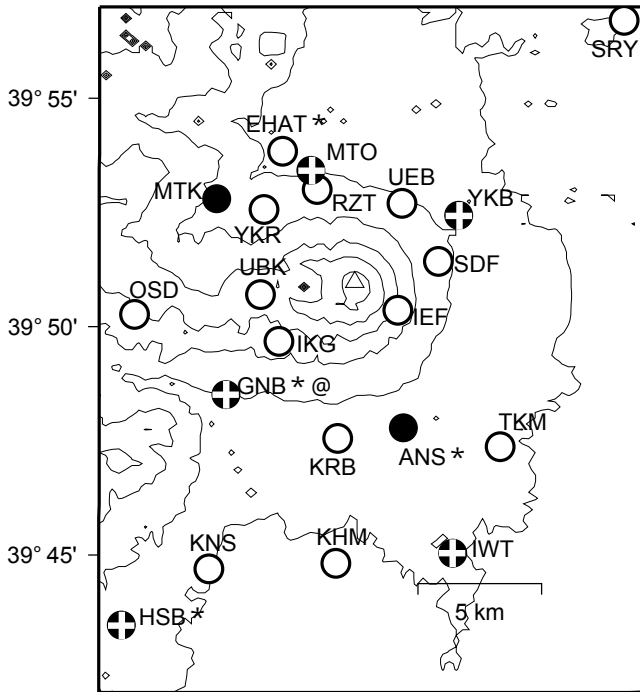 SRY
39° 55'
EHAT *
MTO
MTK
RZT
UEB
YKB
YKR
UBK
SDF
OSD
39° 50'
IEF
IKG
GNB * @
TKM
KRB
ANS *
39° 45'
KNS
KHM
IWT
5 km
HSB *